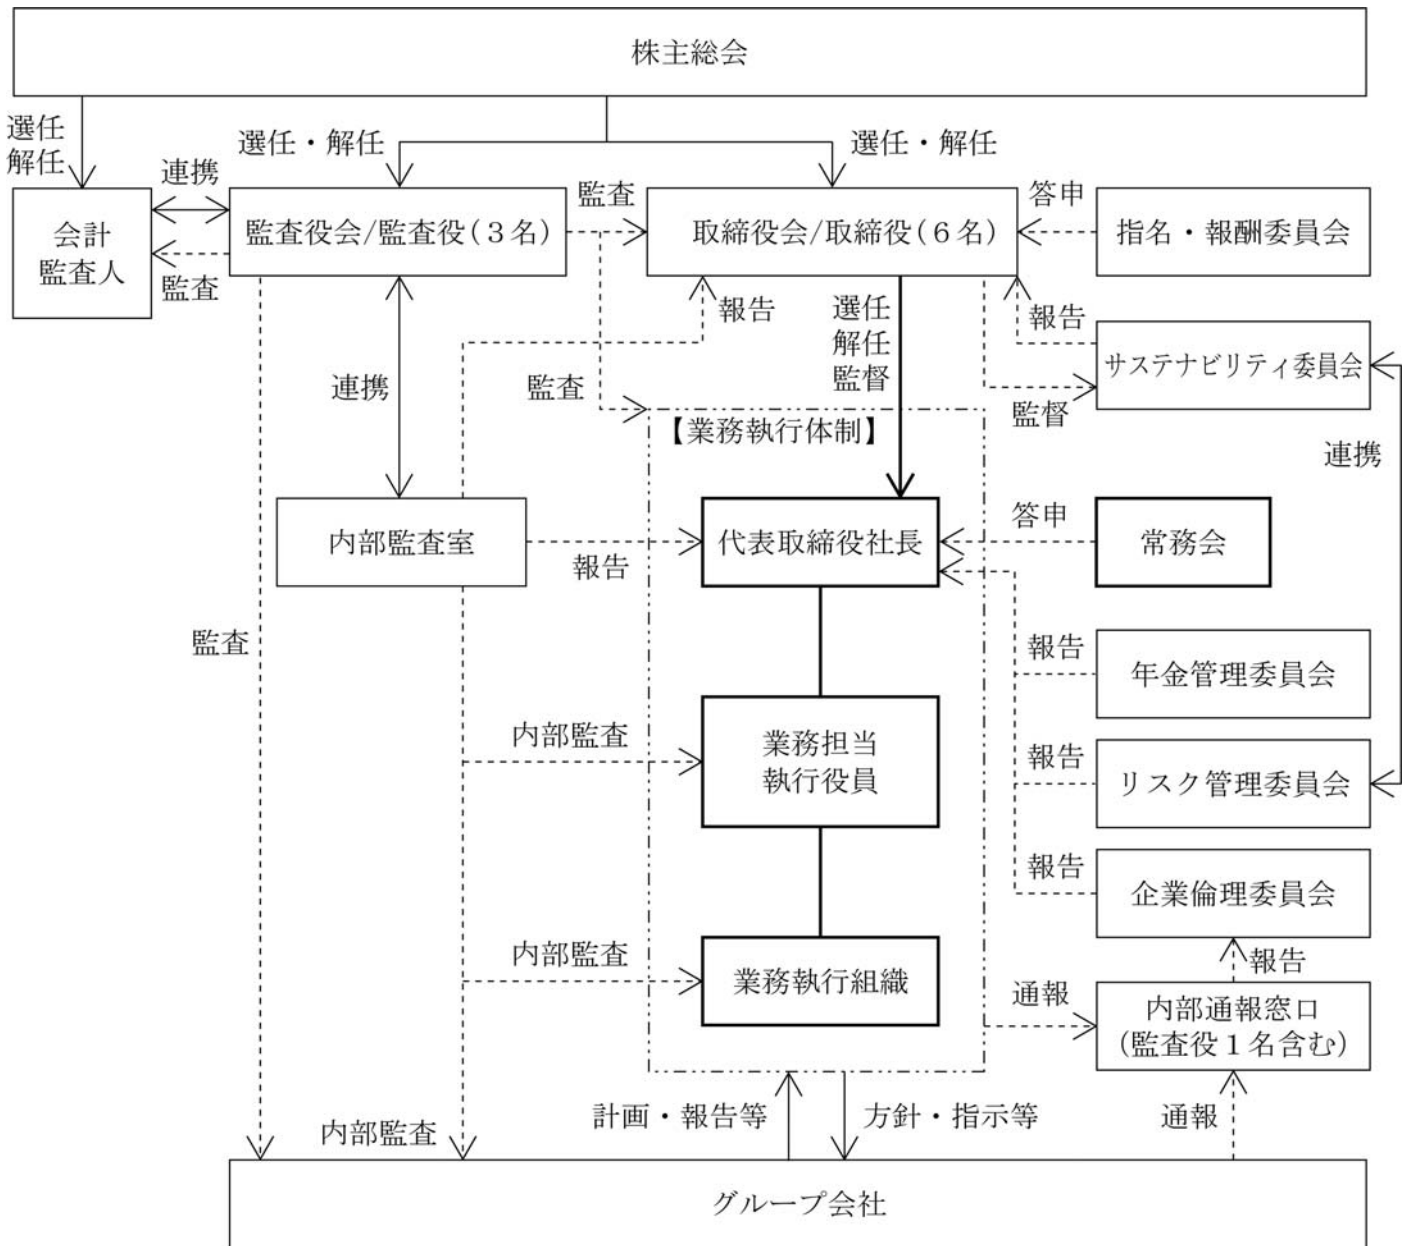 株主総会
選任
解任
選任・解任
選任・解任
連携
監査
答申
会計
監査人
監査役会/監査役(3名)
取締役会/取締役(6名)
指名・報酬委員会
監査
報告
選任
解任
監督
報告
サステナビリティ委員会
連携
監査
監督
【業務執行体制】
連携
内部監査室
報告
代表取締役社長
答申
常務会
監査
報告
年金管理委員会
内部監査
業務担当
執行役員
報告
リスク管理委員会
報告
企業倫理委員会
内部監査
業務執行組織
報告
通報
内部通報窓口
(監査役1名含む)
内部監査
計画・報告等
方針・指示等
通報
グループ会社